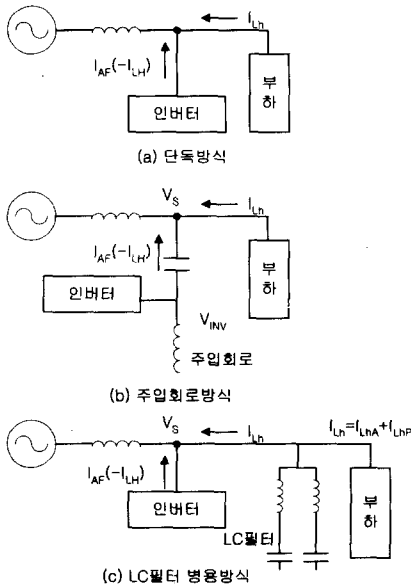 I_Lh
I_AF(-I_LH)
인버터
부하
(a) 단독방식
V_S
I_Lh
I_AF(-I_LH)
인버터
부하
V_INV
주입회로
(b) 주입회로방식
V_S
I_Lh
I_Lh=I_LhA+I_LhP
I_AF(-I_LH)
인버터
LC필터
부하
(c) LC필터 병용방식